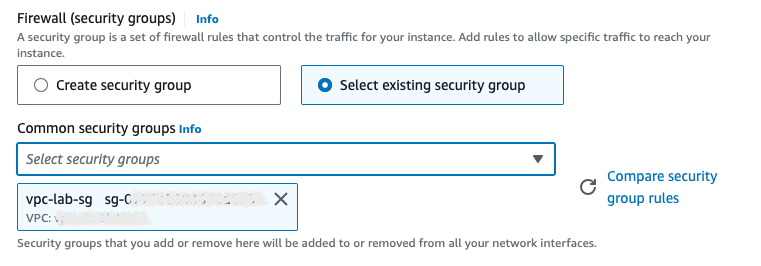 Firewall (security groups) Info
A security group is a set of firewall rules that control the traffic for your instance. Add rules to allow specific traffic to reach your
instance.
Create security group
Select existing security group
Common security groups Info
Select security groups
vpc-lab-sg sg-0
VPC:
Compare security
group rules
Security groups that you add or remove here will be added to or removed from all your network interfaces.